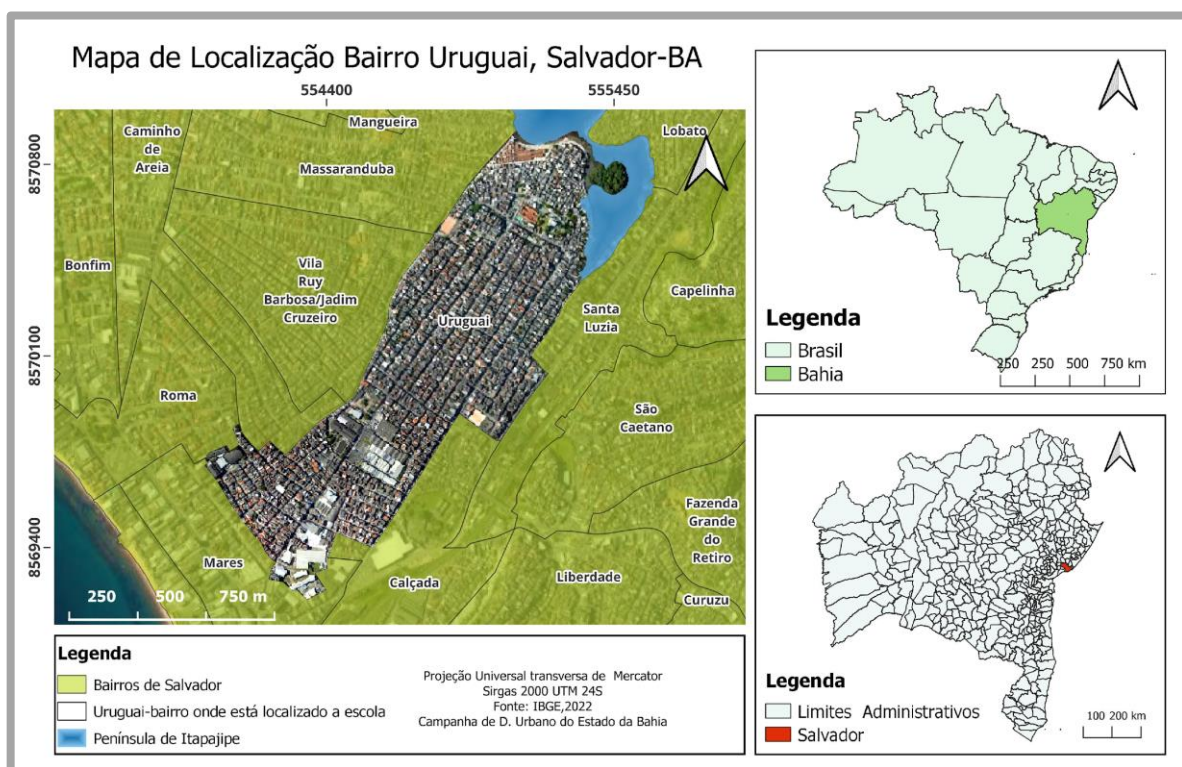 Mapa de Localização Bairro Uruguai, Salvador-BA
554400
555450
8570800
8570100
8569400
Mangueira
Lobato
Caminho
de
Areia
Massaranduba
Bonfim
Vila
Ruy
Barbosa/Jadim
Cruzeiro
Uruguai
Santa
Luzia
Capelinha
Roma
São
Caetano
Fazenda
Grande
do
Retiro
Mares
Calçada
Liberdade
Curuzu
250 500 750 m
Legenda
Bairros de Salvador
Uruguai-bairro onde está localizado a escola
Península de Itapajipe
Projeção Universal transversa de Mercator
Sirgas 2000 UTM 24S
Fonte: IBGE,2022
Campanha de D. Urbano do Estado da Bahia
Legenda
Brasil
Bahia
250 250 500 750 km
Legenda
Limites Administrativos
Salvador
100 200 km